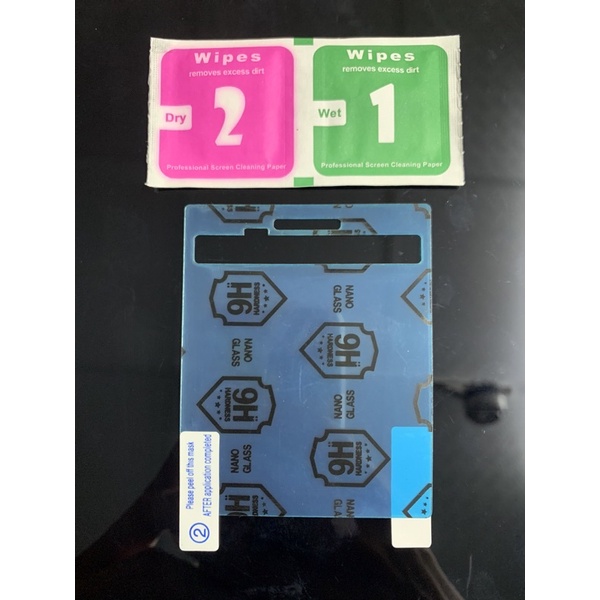 Wipes
removes excess dirt
Dry
2
Professional Screen Cleaning Paper
Wipes
removes excess dirt
Wet
1
Professional Screen Cleaning Paper
9H
HARDNESS
NANO
GLASS
NANO
GLASS
9H
HARDNESS
9H
HARDNESS
NANO
GLASS
NANO
GLASS
9H
HARDNESS
9H
Please peel off this mask
AFTER application completed
2